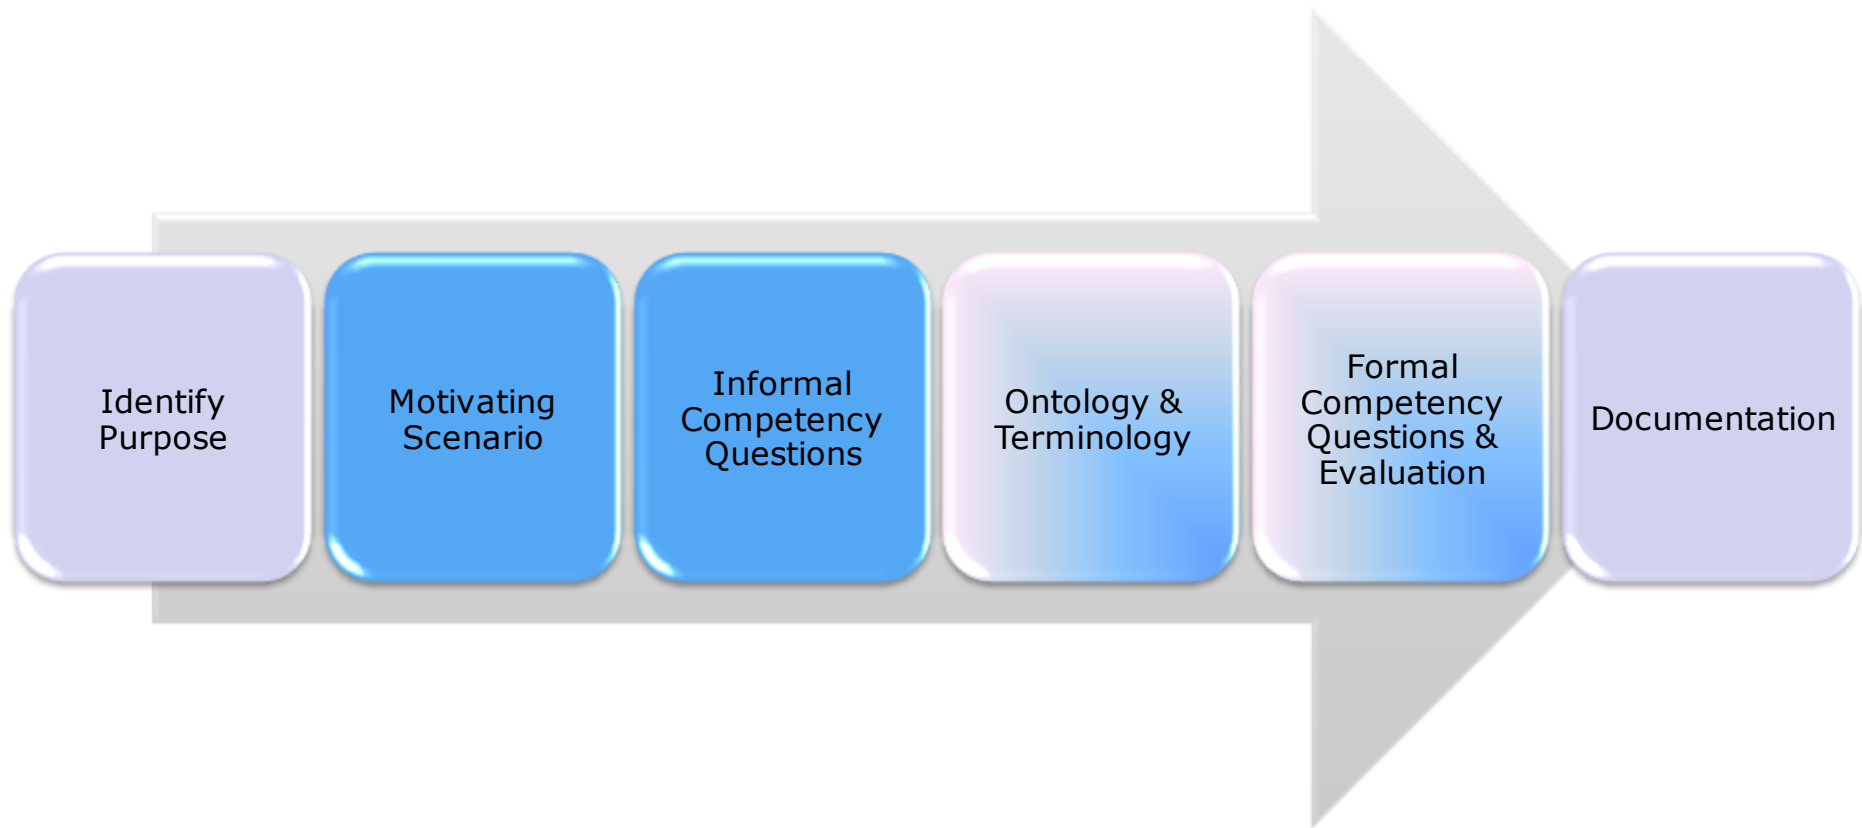 Identify
Purpose
Motivating
Scenario
Informal
Competency
Questions
Ontology &
Terminology
Formal
Competency
Questions &
Evaluation
Documentation